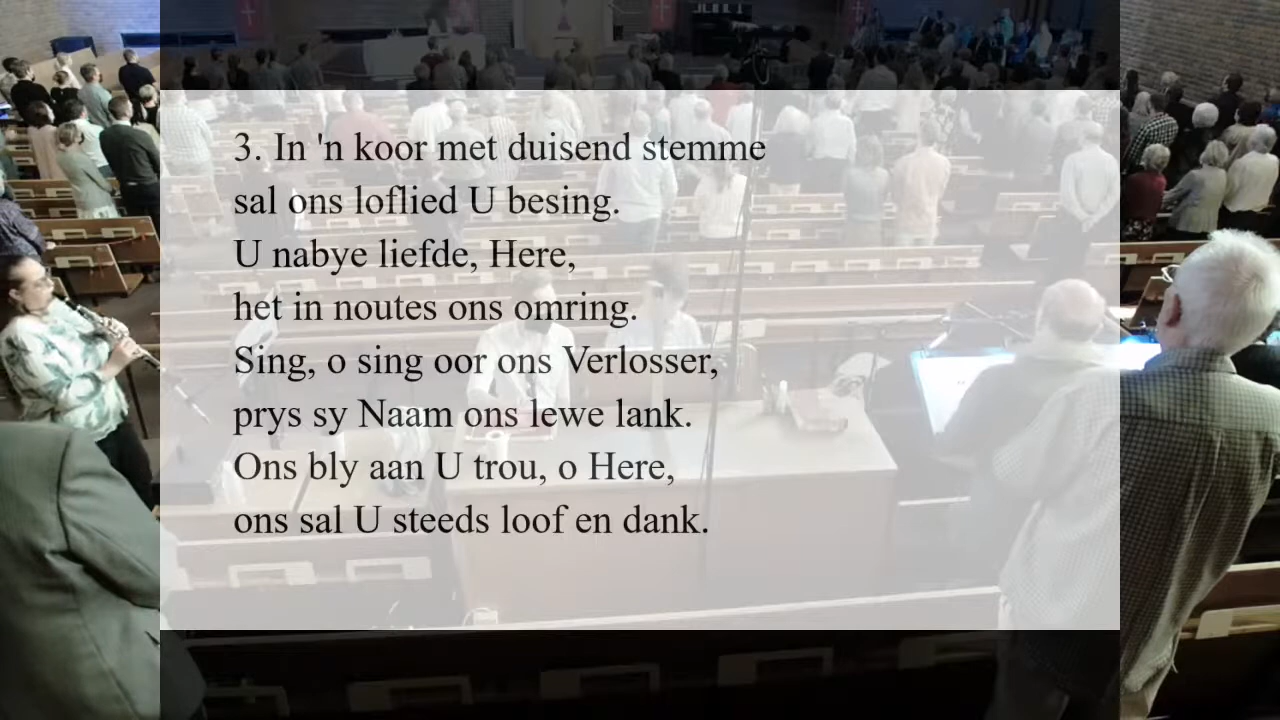 3. In 'n koor met duisend stemme
sal ons loflied U besing.
U nabye liefde, Here,
het in noutes ons omring.
Sing, o sing oor ons Verlosser,
prys sy Naam ons lewe lank.
Ons bly aan U trou, o Here,
ons sal U steeds loof en dank.